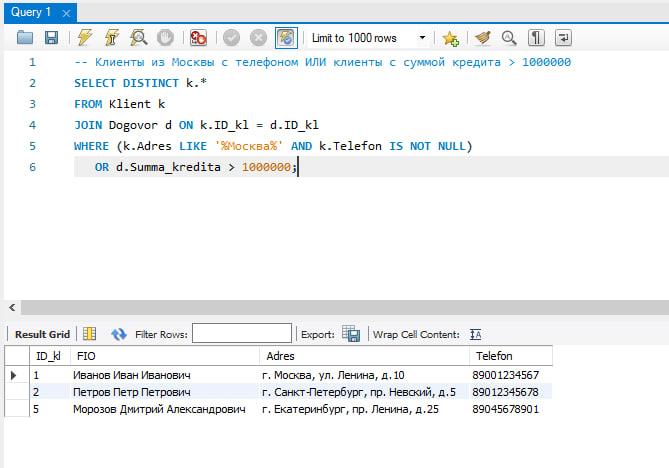 Query 1
Limit to 1000 rows
1 -- Клиенты из Москвы с телефоном ИЛИ клиенты с суммой кредита > 1000000
2 SELECT DISTINCT k.*
3 FROM Klient k
4 JOIN Dogovor d ON k.ID_kl = d.ID_kl
5 WHERE (k.Adres LIKE '%Москва%' AND k.Telefon IS NOT NULL)
6 OR d.Summa_kredita > 1000000;
Result Grid Filter Rows: Export: Wrap Cell Content:
ID_kl FIO Adres Telefon
1 Иванов Иван Иванович г. Москва, ул. Ленина, д.10 89001234567
2 Петров Петр Петрович г. Санкт-Петербург, пр. Невский, д.5 89012345678
5 Морозов Дмитрий Александрович г. Екатеринбург, пр. Ленина, д.25 89045678901